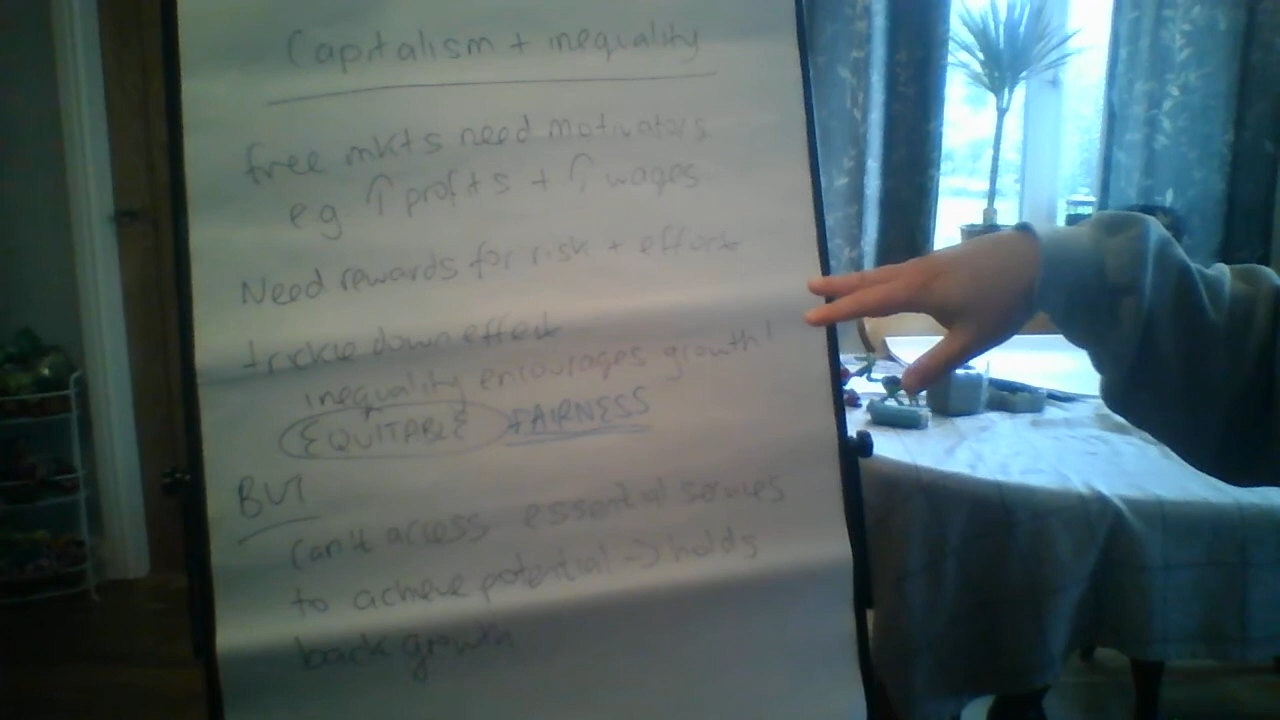 Capitalism + inequality
free mkts need motivators
eg ↑ profits + ↑ wages
Need rewards for risk + effort
trickle down effect
inequality encourages growth!
EQUITABLE FAIRNESS
BUT
Can't access essential services
to achieve potential → holds
back growth